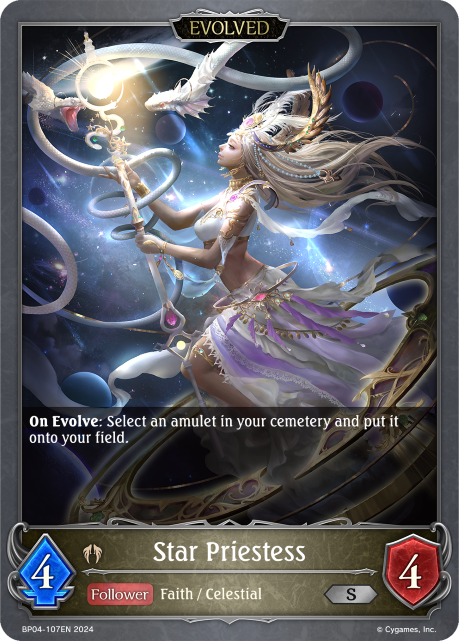 EVOLVED
On Evolve: Select an amulet in your cemetery and put it
onto your field.
Star Priestess
4
Follower Faith / Celestial S
4
BP04-107EN 2024 © Cygames, Inc.